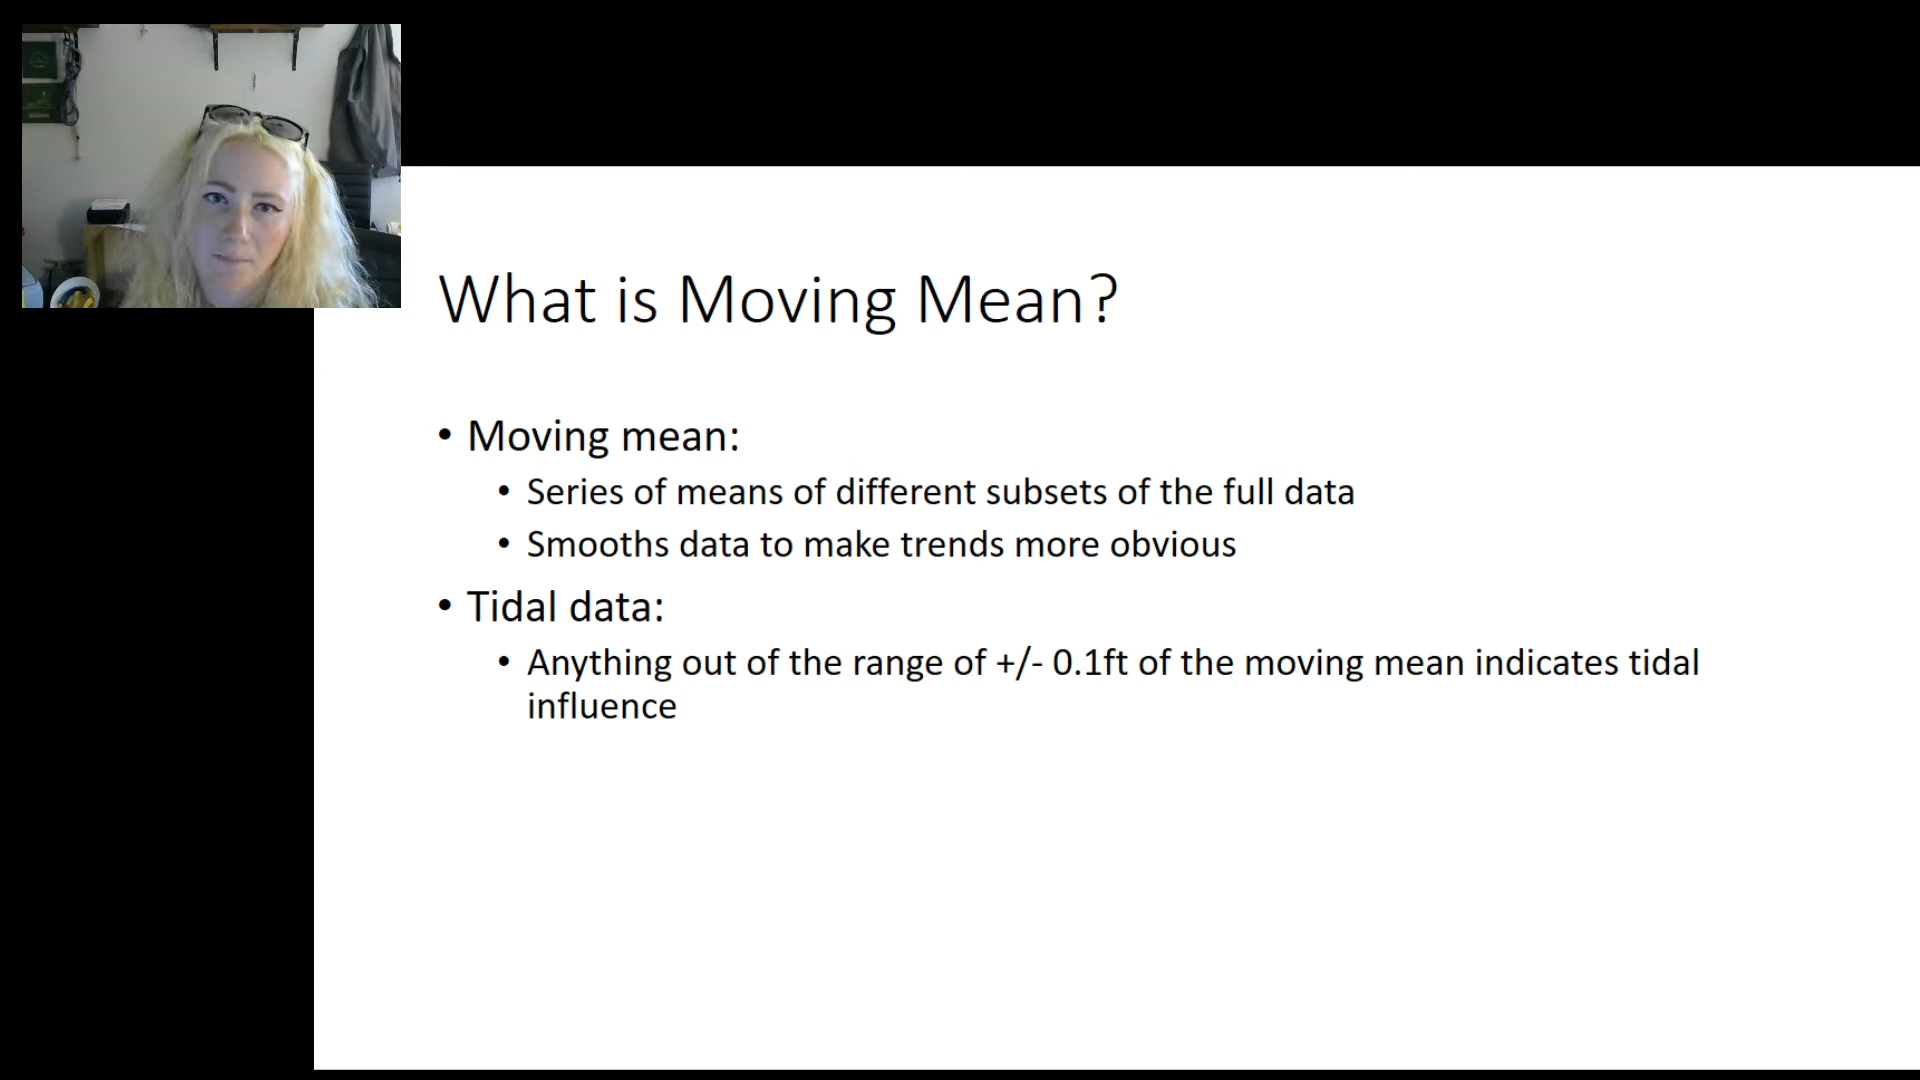 What is Moving Mean?
• Moving mean:
• Series of means of different subsets of the full data
• Smooths data to make trends more obvious
• Tidal data:
• Anything out of the range of +/- 0.1ft of the moving mean indicates tidal
influence